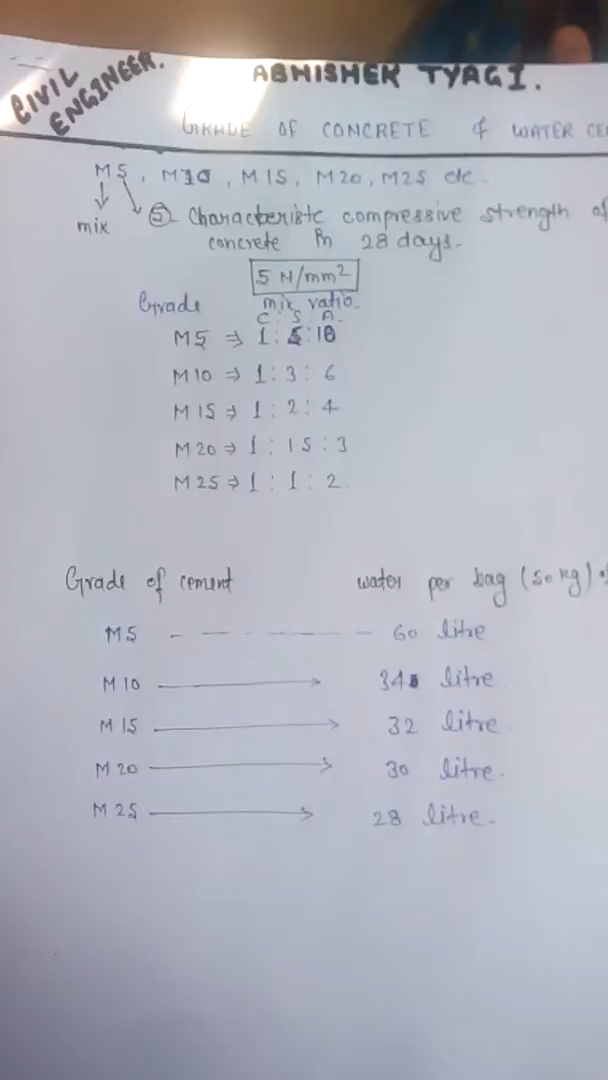 CIVIL ENGINEER.
ABHISHEK TYAGI.
GRADE OF CONCRETE & WATER CE
M5, M10, M15, M20, M25 etc.
mix
5 Characteristc compressive strength of
concrete in 28 days.
5 N/mm²
Grade mix ratio.
C : S : A.
M5 ⇒ 1 : 5 : 10
M10 ⇒ 1 : 3 : 6
M15 ⇒ 1 : 2 : 4
M20 ⇒ 1 : 1.5 : 3
M25 ⇒ 1 : 1 : 2
Grade of cement water per bag (50 kg) of
M5 - - - - - 60 litre
M10 → 34 litre.
M15 → 32 litre.
M20 → 30 litre.
M25 → 28 litre.